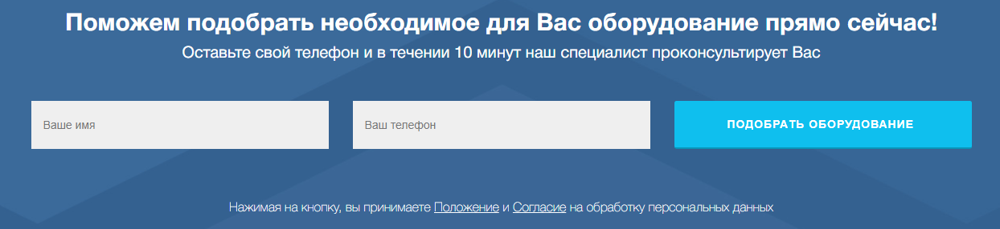 Поможем подобрать необходимое для Вас оборудование прямо сейчас!
Оставьте свой телефон и в течении 10 минут наш специалист проконсультирует Вас
Ваше имя
Ваш телефон
ПОДОБРАТЬ ОБОРУДОВАНИЕ
Нажимая на кнопку, вы принимаете Положение и Согласие на обработку персональных данных